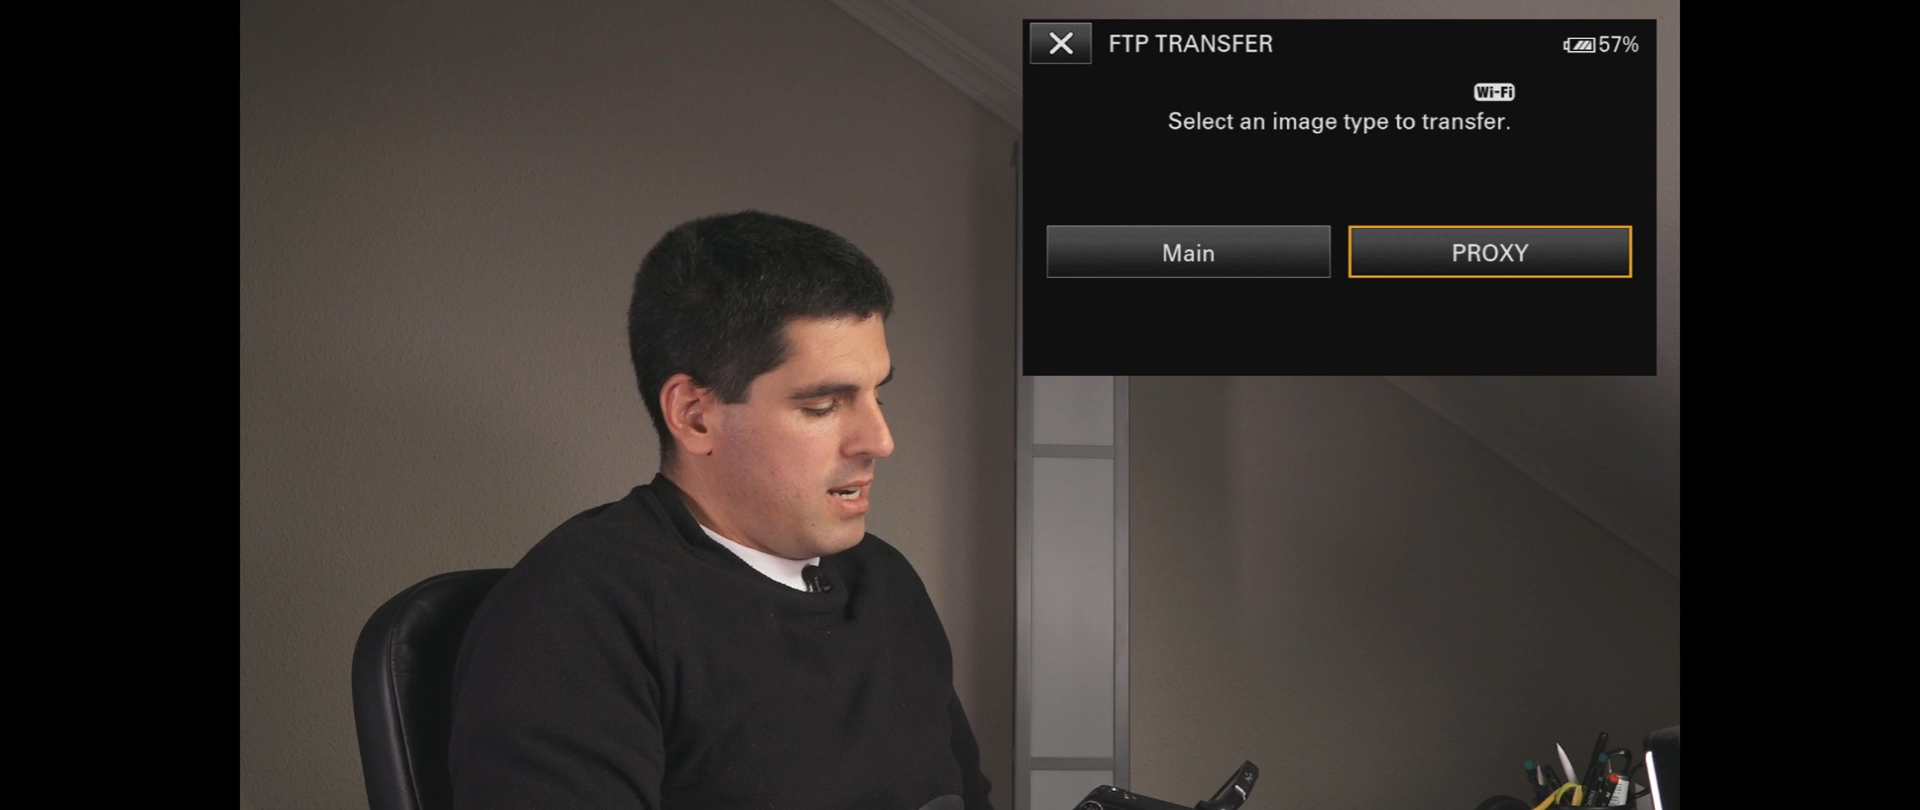 FTP TRANSFER
57%
Wi-Fi
Select an image type to transfer.
Main
PROXY